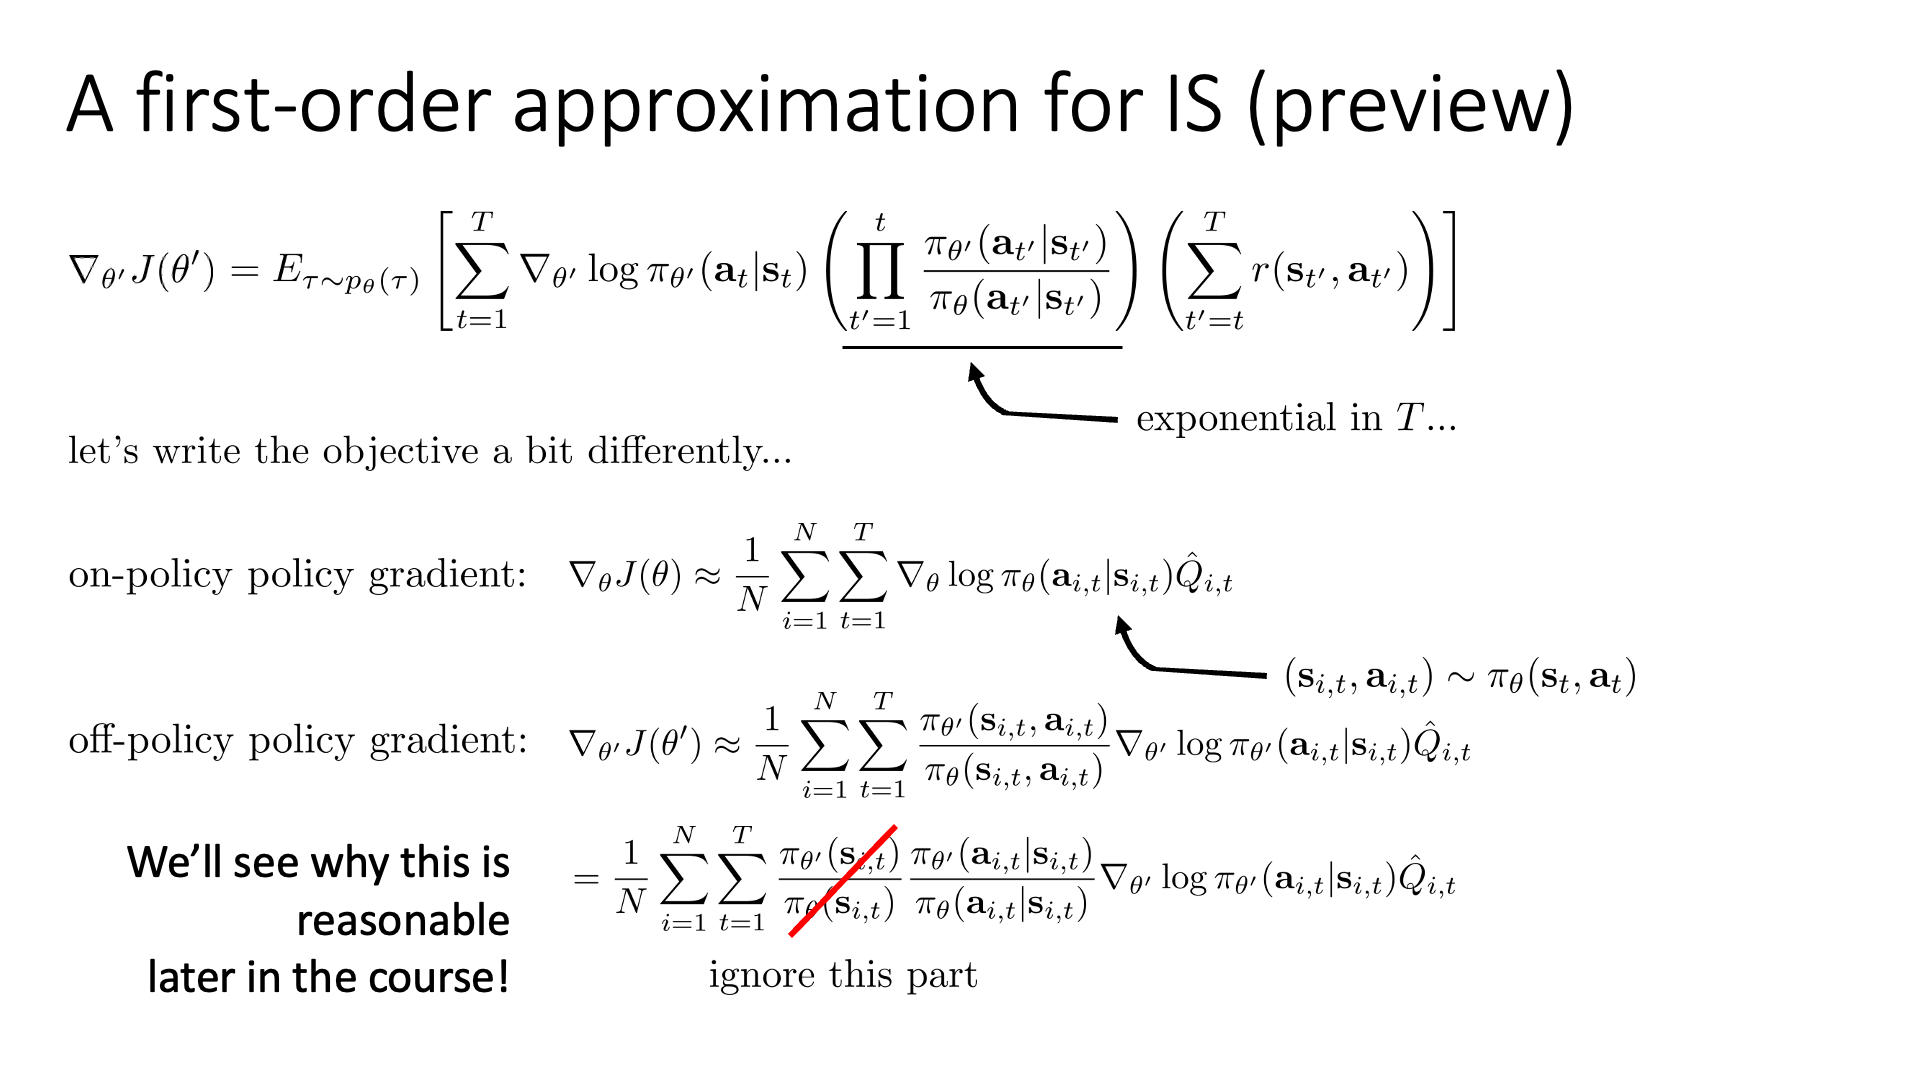 A first-order approximation for IS (preview)
$\nabla_{\theta'} J(\theta') = E_{\tau \sim p_\theta(\tau)} \left[ \sum_{t=1}^{T} \nabla_{\theta'} \log \pi_{\theta'}(\mathbf{a}_t|\mathbf{s}_t) \left( \prod_{t'=1}^{t} \frac{\pi_{\theta'}(\mathbf{a}_{t'}|\mathbf{s}_{t'})}{\pi_\theta(\mathbf{a}_{t'}|\mathbf{s}_{t'})} \right) \left( \sum_{t'=t}^{T} r(\mathbf{s}_{t'}, \mathbf{a}_{t'}) \right) \right]$
exponential in $T$...
let's write the objective a bit differently...
on-policy policy gradient: $\nabla_\theta J(\theta) \approx \frac{1}{N} \sum_{i=1}^{N} \sum_{t=1}^{T} \nabla_\theta \log \pi_\theta(\mathbf{a}_{i,t}|\mathbf{s}_{i,t}) \hat{Q}_{i,t}$
$(\mathbf{s}_{i,t}, \mathbf{a}_{i,t}) \sim \pi_\theta(\mathbf{s}_t, \mathbf{a}_t)$
off-policy policy gradient: $\nabla_{\theta'} J(\theta') \approx \frac{1}{N} \sum_{i=1}^{N} \sum_{t=1}^{T} \frac{\pi_{\theta'}(\mathbf{s}_{i,t}, \mathbf{a}_{i,t})}{\pi_\theta(\mathbf{s}_{i,t}, \mathbf{a}_{i,t})} \nabla_{\theta'} \log \pi_{\theta'}(\mathbf{a}_{i,t}|\mathbf{s}_{i,t}) \hat{Q}_{i,t}$
$= \frac{1}{N} \sum_{i=1}^{N} \sum_{t=1}^{T} \frac{\pi_{\theta'}(\mathbf{s}_{i,t})}{\pi_\theta(\mathbf{s}_{i,t})} \frac{\pi_{\theta'}(\mathbf{a}_{i,t}|\mathbf{s}_{i,t})}{\pi_\theta(\mathbf{a}_{i,t}|\mathbf{s}_{i,t})} \nabla_{\theta'} \log \pi_{\theta'}(\mathbf{a}_{i,t}|\mathbf{s}_{i,t}) \hat{Q}_{i,t}$
ignore this part
We'll see why this is
reasonable
later in the course!